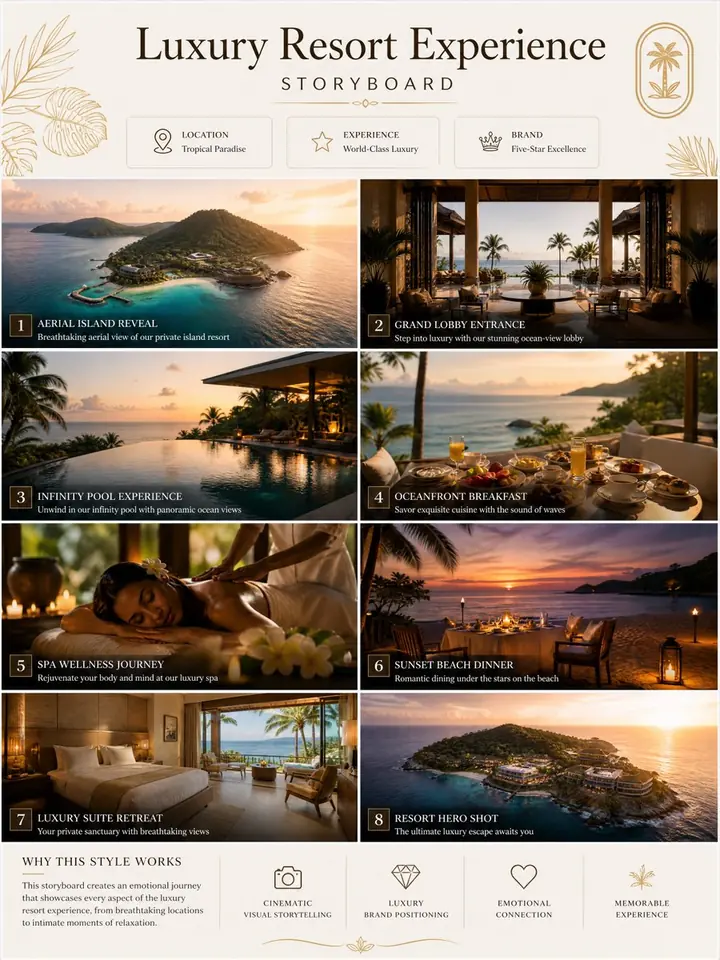 Luxury Resort Experience
STORYBOARD
LOCATION
Tropical Paradise
EXPERIENCE
World-Class Luxury
BRAND
Five-Star Excellence
1
AERIAL ISLAND REVEAL
Breathtaking aerial view of our private island resort
2
GRAND LOBBY ENTRANCE
Step into luxury with our stunning ocean-view lobby
3
INFINITY POOL EXPERIENCE
Unwind in our infinity pool with panoramic ocean views
4
OCEANFRONT BREAKFAST
Savor exquisite cuisine with the sound of waves
5
SPA WELLNESS JOURNEY
Rejuvenate your body and mind at our luxury spa
6
SUNSET BEACH DINNER
Romantic dining under the stars on the beach
7
LUXURY SUITE RETREAT
Your private sanctuary with breathtaking views
8
RESORT HERO SHOT
The ultimate luxury escape awaits you
WHY THIS STYLE WORKS
This storyboard creates an emotional journey
that showcases every aspect of the luxury
resort experience, from breathtaking locations
to intimate moments of relaxation.
CINEMATIC
VISUAL STORYTELLING
LUXURY
BRAND POSITIONING
EMOTIONAL
CONNECTION
MEMORABLE
EXPERIENCE